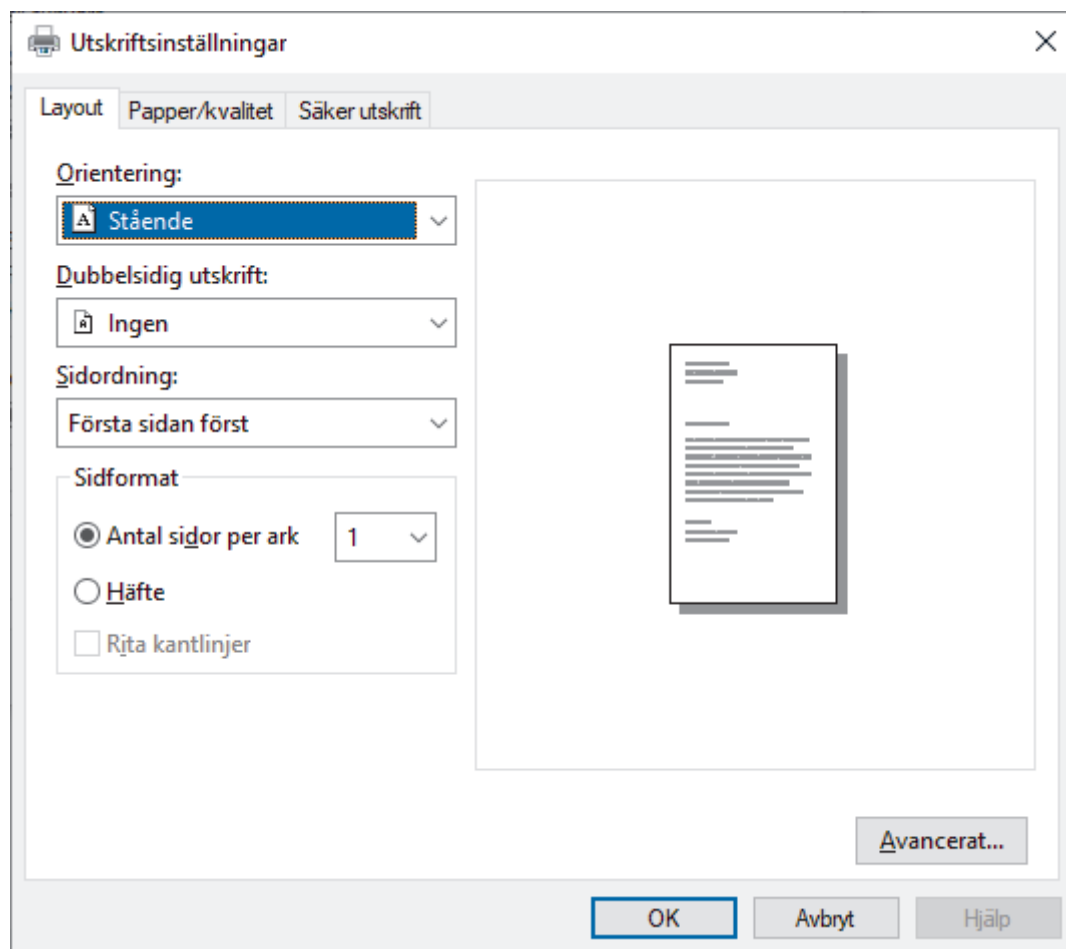 Utskriftsinställningar
Layout Papper/kvalitet Säker utskrift
Orientering:
A Stående
Dubbelsidig utskrift:
A Ingen
Sidordning:
Första sidan först
Sidformat
Antal sidor per ark 1
Häfte
Rita kantlinjer
Avancerat...
OK Avbryt Hjälp